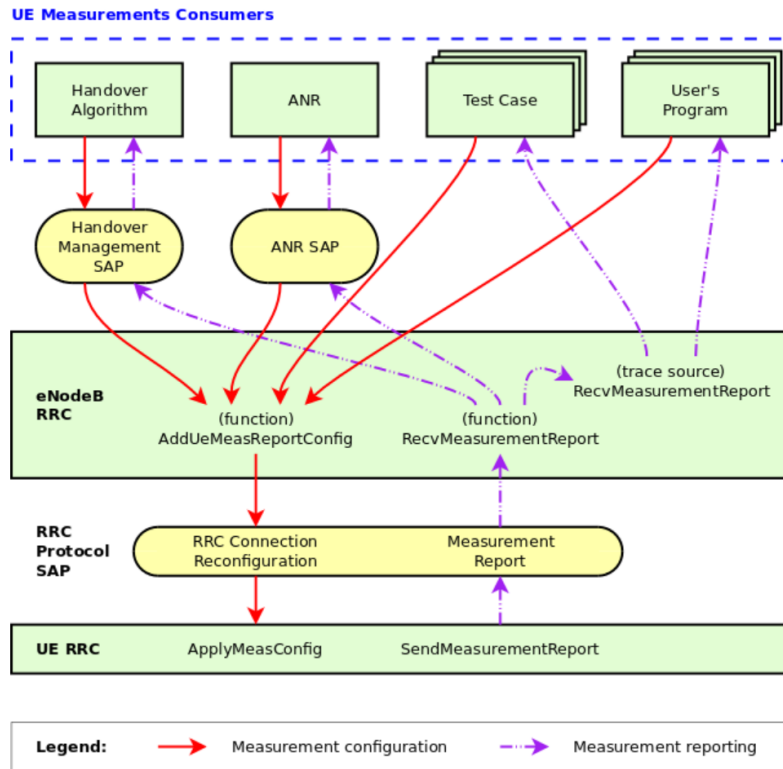 UE Measurements Consumers
Handover
Algorithm
ANR
Test Case
User's
Program
Handover
Management
SAP
ANR SAP
eNodeB
RRC
(function)
AddUeMeasReportConfig
(function)
RecvMeasurementReport
(trace source)
RecvMeasurementReport
RRC
Protocol
SAP
RRC Connection
Reconfiguration
Measurement
Report
UE RRC
ApplyMeasConfig
SendMeasurementReport
Legend:
Measurement configuration
Measurement reporting